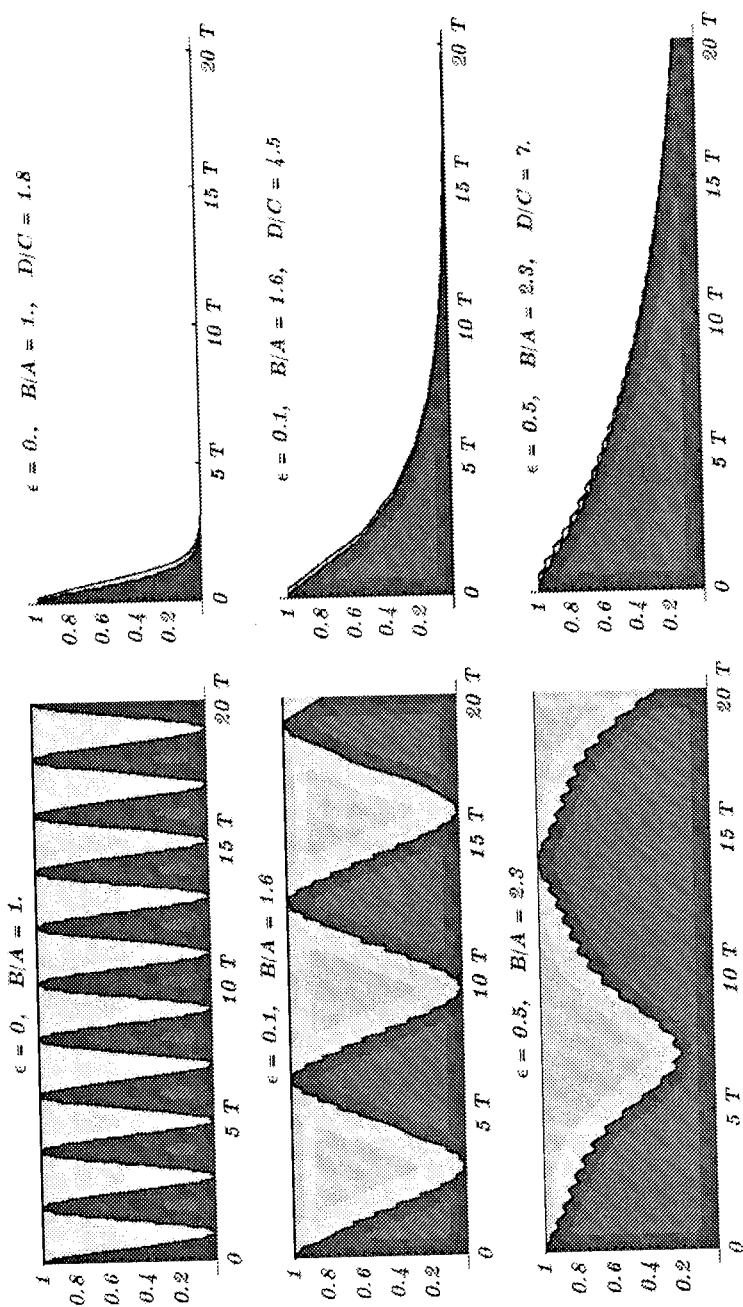 ϵ = 0, B/A = 1.
1
0.8
0.6
0.4
0.2
0 5 T 10 T 15 T 20 T
ϵ = 0., B/A = 1., D/C = 1.8
1
0.8
0.6
0.4
0.2
0 5 T 10 T 15 T 20 T
ϵ = 0.1, B/A = 1.6
1
0.8
0.6
0.4
0.2
0 5 T 10 T 15 T 20 T
ϵ = 0.1, B/A = 1.6, D/C = 4.5
1
0.8
0.6
0.4
0.2
0 5 T 10 T 15 T 20 T
ϵ = 0.5, B/A = 2.3
1
0.8
0.6
0.4
0.2
0 5 T 10 T 15 T 20 T
ϵ = 0.5, B/A = 2.3, D/C = 7.
1
0.8
0.6
0.4
0.2
0 5 T 10 T 15 T 20 T